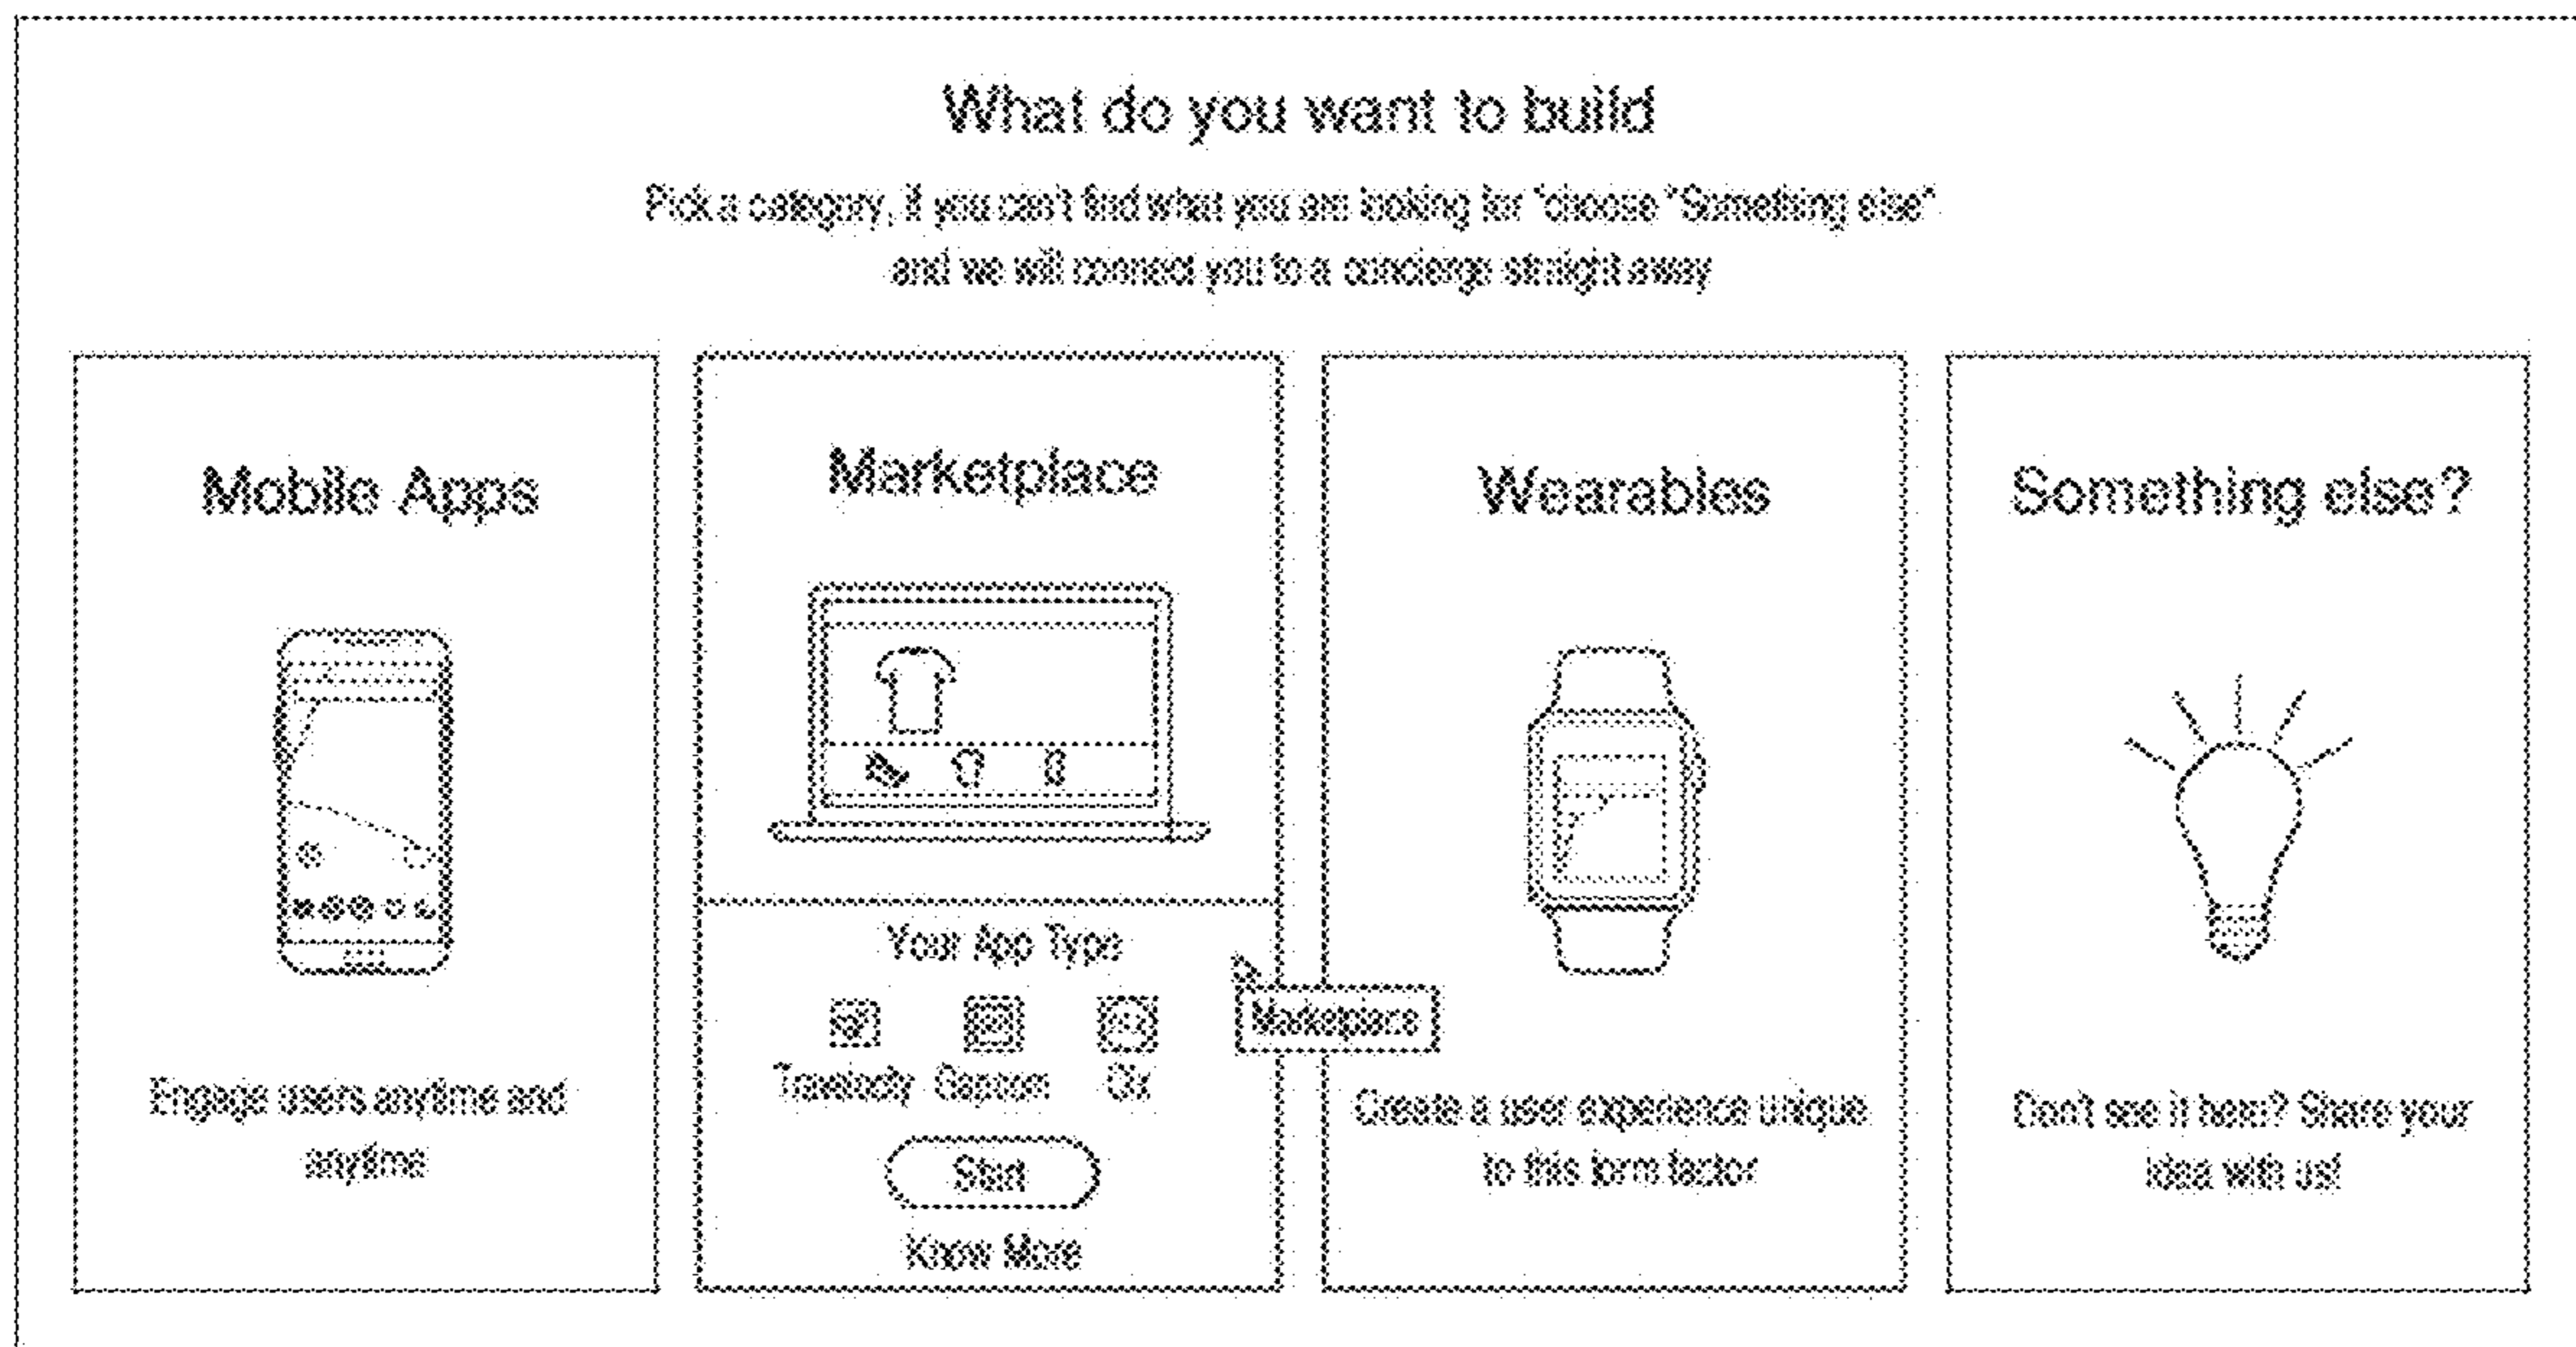 What do you want to build
Pick a category, if you can't find what you are looking for "choose "Something else"
and we will connect you to a concierge straight away
Mobile Apps
Engage users anytime and
anytime
Marketplace
Your App Type
Start
Know More
Marketplace
Wearables
Create a user experience unique
to this form factor
Something else?
Don't see it here? Share your
idea with us!